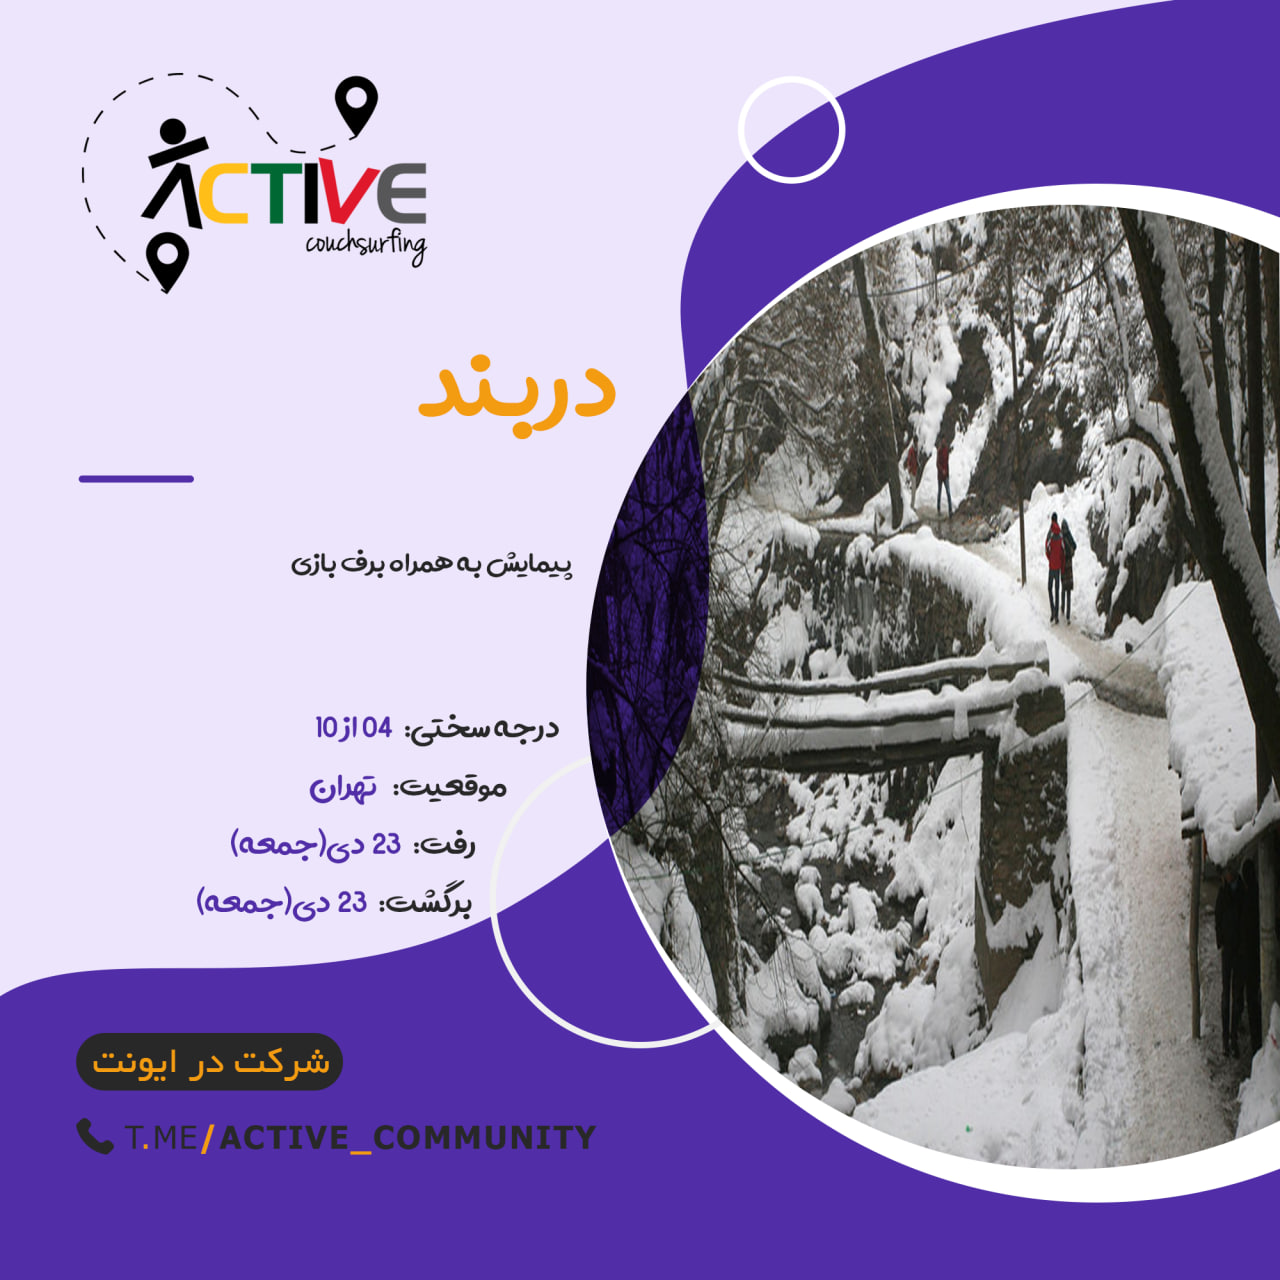 ACTIVE
couchsurfing
دربند
پیمایش به همراه برف بازی
درجه سختی: 04 از 10
موقعیت: تهران
رفت: 23 دی(جمعه)
برگشت: 23 دی(جمعه)
شرکت در ایونت
T.ME/ACTIVE_COMMUNITY